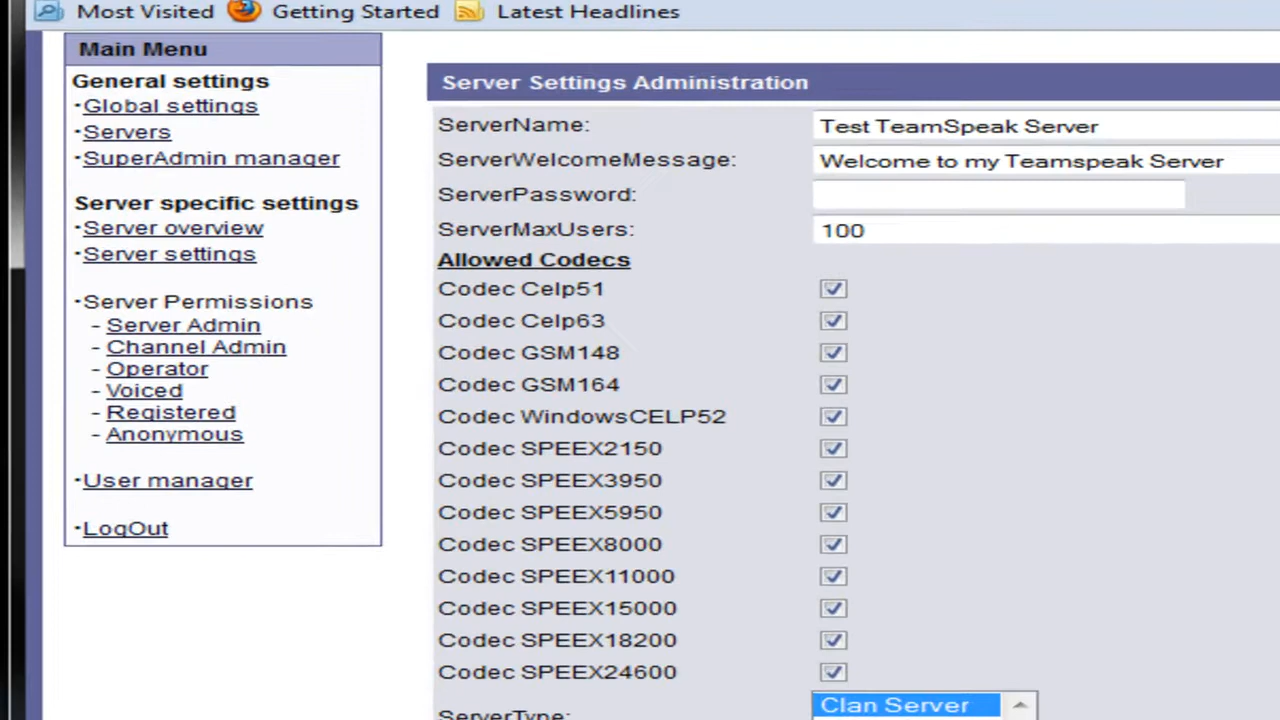 Most Visited Getting Started Latest Headlines
Main Menu
General settings
·Global settings
·Servers
·SuperAdmin manager
Server specific settings
·Server overview
·Server settings
·Server Permissions
- Server Admin
- Channel Admin
- Operator
- Voiced
- Registered
- Anonymous
·User manager
·LogOut
Server Settings Administration
ServerName: Test TeamSpeak Server
ServerWelcomeMessage: Welcome to my Teamspeak Server
ServerPassword:
ServerMaxUsers: 100
Allowed Codecs
Codec Celp51
Codec Celp63
Codec GSM148
Codec GSM164
Codec WindowsCELP52
Codec SPEEX2150
Codec SPEEX3950
Codec SPEEX5950
Codec SPEEX8000
Codec SPEEX11000
Codec SPEEX15000
Codec SPEEX18200
Codec SPEEX24600
ServerType: Clan Server